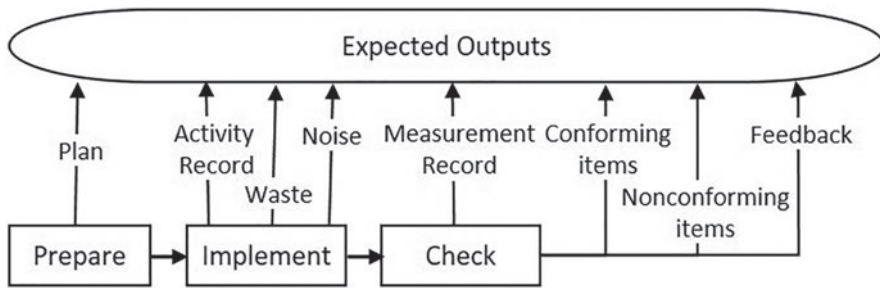 Expected Outputs
Plan
Activity
Record
Waste
Noise
Measurement
Record
Conforming
items
Nonconforming
items
Feedback
Prepare
Implement
Check